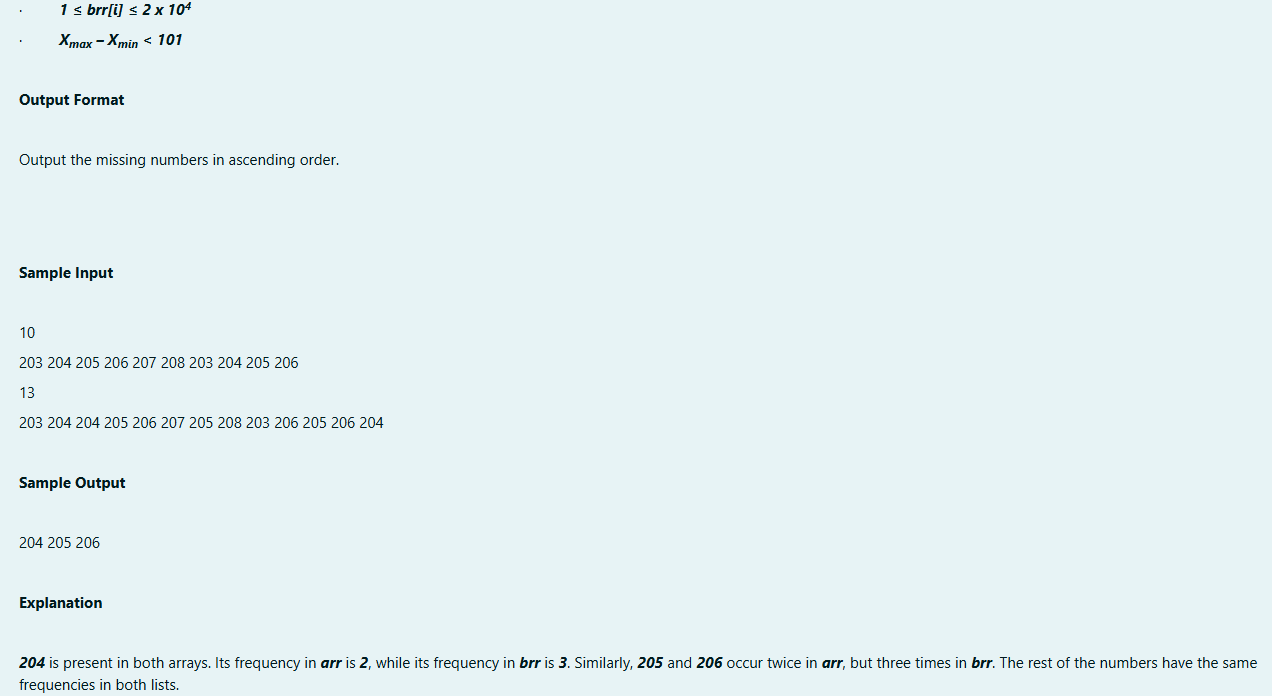 · 1 ≤ brr[i] ≤ 2 x 10⁴
· Xmax – Xmin < 101
Output Format
Output the missing numbers in ascending order.
Sample Input
10
203 204 205 206 207 208 203 204 205 206
13
203 204 204 205 206 207 205 208 203 206 205 206 204
Sample Output
204 205 206
Explanation
204 is present in both arrays. Its frequency in arr is 2, while its frequency in brr is 3. Similarly, 205 and 206 occur twice in arr, but three times in brr. The rest of the numbers have the same
frequencies in both lists.